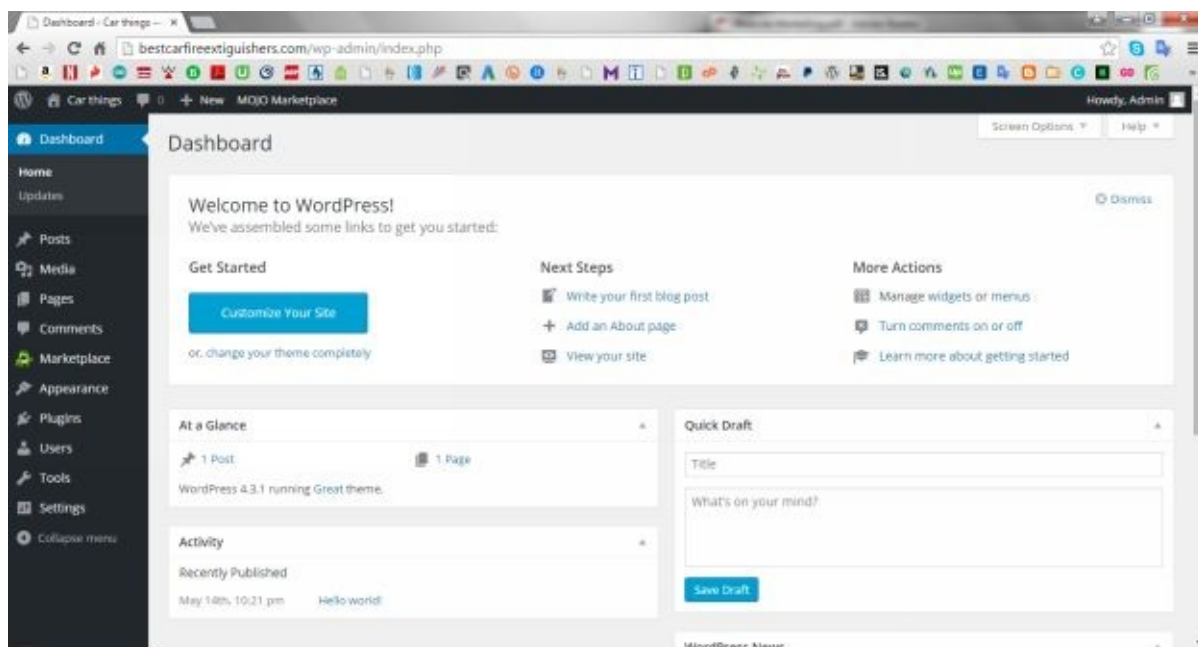 Dashboard ‹ Car things —
bestcarfireextiguishers.com/wp-admin/index.php
Car things 0 + New MOJO Marketplace Howdy, Admin
Screen Options Help
Dashboard
Home
Updates
Posts
Media
Pages
Comments
Marketplace
Appearance
Plugins
Users
Tools
Settings
Collapse menu
Dashboard
Welcome to WordPress!
We've assembled some links to get you started:
Dismiss
Get Started
Customize Your Site
or, change your theme completely
Next Steps
Write your first blog post
Add an About page
View your site
More Actions
Manage widgets or menus
Turn comments on or off
Learn more about getting started
At a Glance
1 Post 1 Page
WordPress 4.3.1 running Great theme.
Activity
Recently Published
May 14th, 10:21 pm Hello world!
Quick Draft
Title
What's on your mind?
Save Draft
WordPress News